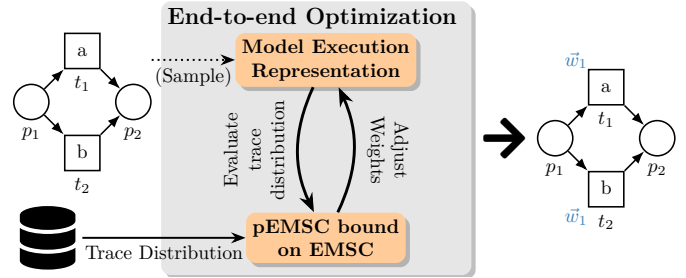 End-to-end Optimization
a
t1
p1
p2
b
t2
(Sample)
Model Execution
Representation
Evaluate
trace
distribution
Adjust
Weights
pEMSC bound
on EMSC
Trace Distribution
w⃗1
a
t1
p1
p2
b
w⃗1
t2